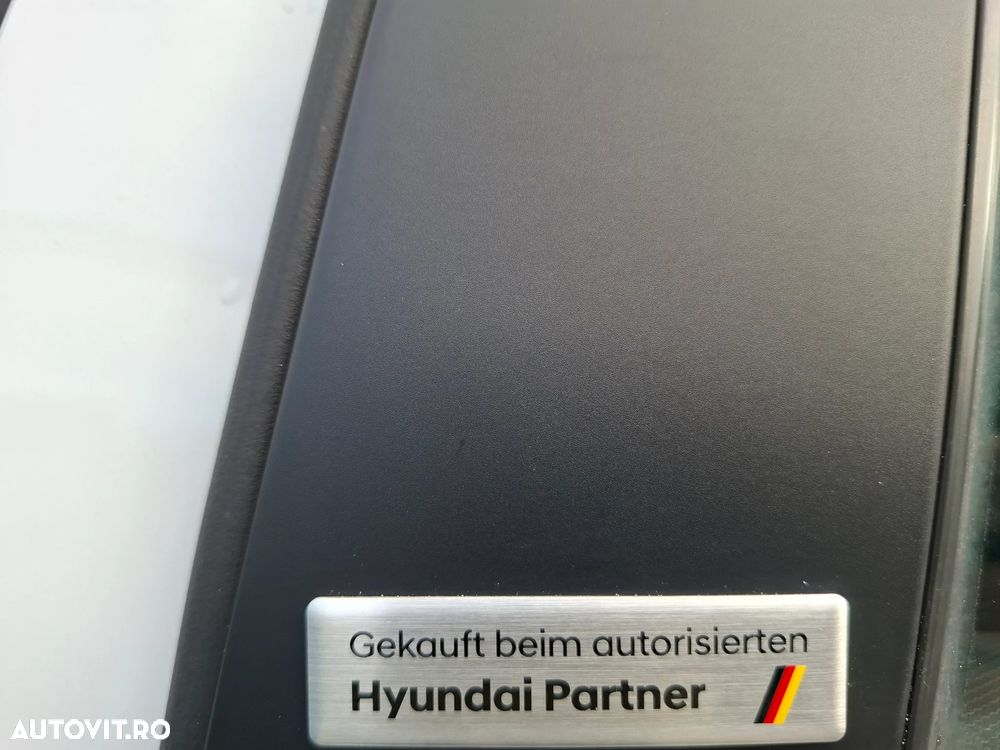 Gekauft beim autorisierten
Hyundai Partner
AUTOVIT.RO